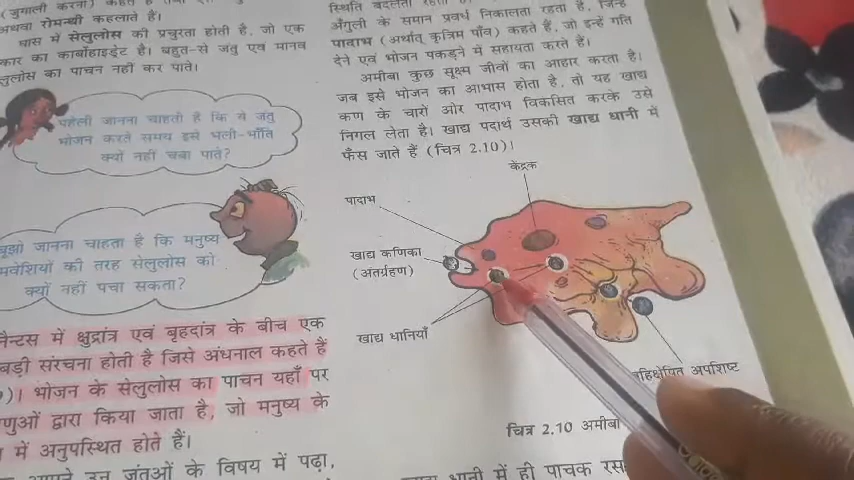 (जुगाली करना) कहते हैं
अथवा रोमन्थी कहलाते हैं।
घास में सेलुलोस की प्रचुरता होती है, जो एक
कार का कार्बोहाइड्रेट है। बहुत-से जंतु एवं मानव
लुलोस का पाचन नहीं कर पाते।
पहेली जानना चाहती है कि ये जंतु
भोजन करते समय इसे भली-भाँति
क्यों नहीं चबा पाते?
बूझो जानना चाहता है कि मनुष्य
मवेशियों की तरह सेलुलोस को
क्यों नहीं पचा सकता?
मैन्टस में क्षुद्रांत्र एवं बृहदांत्र के बीच एक
बड़ी संरचना होती है जिसे अंधनाल कहते हैं
)। भोजन के सेलुलोस का पाचन यहाँ पर
णुओं द्वारा किया जाता है, जो मनुष्य के
में अनुपस्थित होते हैं।
आपने उन जंतुओं के विषय में पढ़ा,
स्थिति बदलता रहता
अँगुली के समान प्रवर्ध निकालता रहता है, जिन्हें
पादाभ (अर्थात् कृत्रिम पाँव) कहते हैं, जो इन्हें गति
देने एवं भोजन पकड़ने में सहायता करते हैं।
अमीबा कुछ सूक्ष्म जीवों का आहार करता है।
जब इसे भोजन का आभास होता है, तो यह खाद्य
कण के चारों ओर पादाभ विकसित करके उसे
निगल लेता है। खाद्य पदार्थ उसकी खाद्य धानी में
फँस जाते हैं (चित्र 2.10)।
केंद्रक
पादाभ
खाद्य कणिका
(अंतर्ग्रहण)
खाद्य धानियाँ
बहिक्षेपित अपशिष्ट
चित्र 2.10 अमीबा
धानी में ही पाचक रस